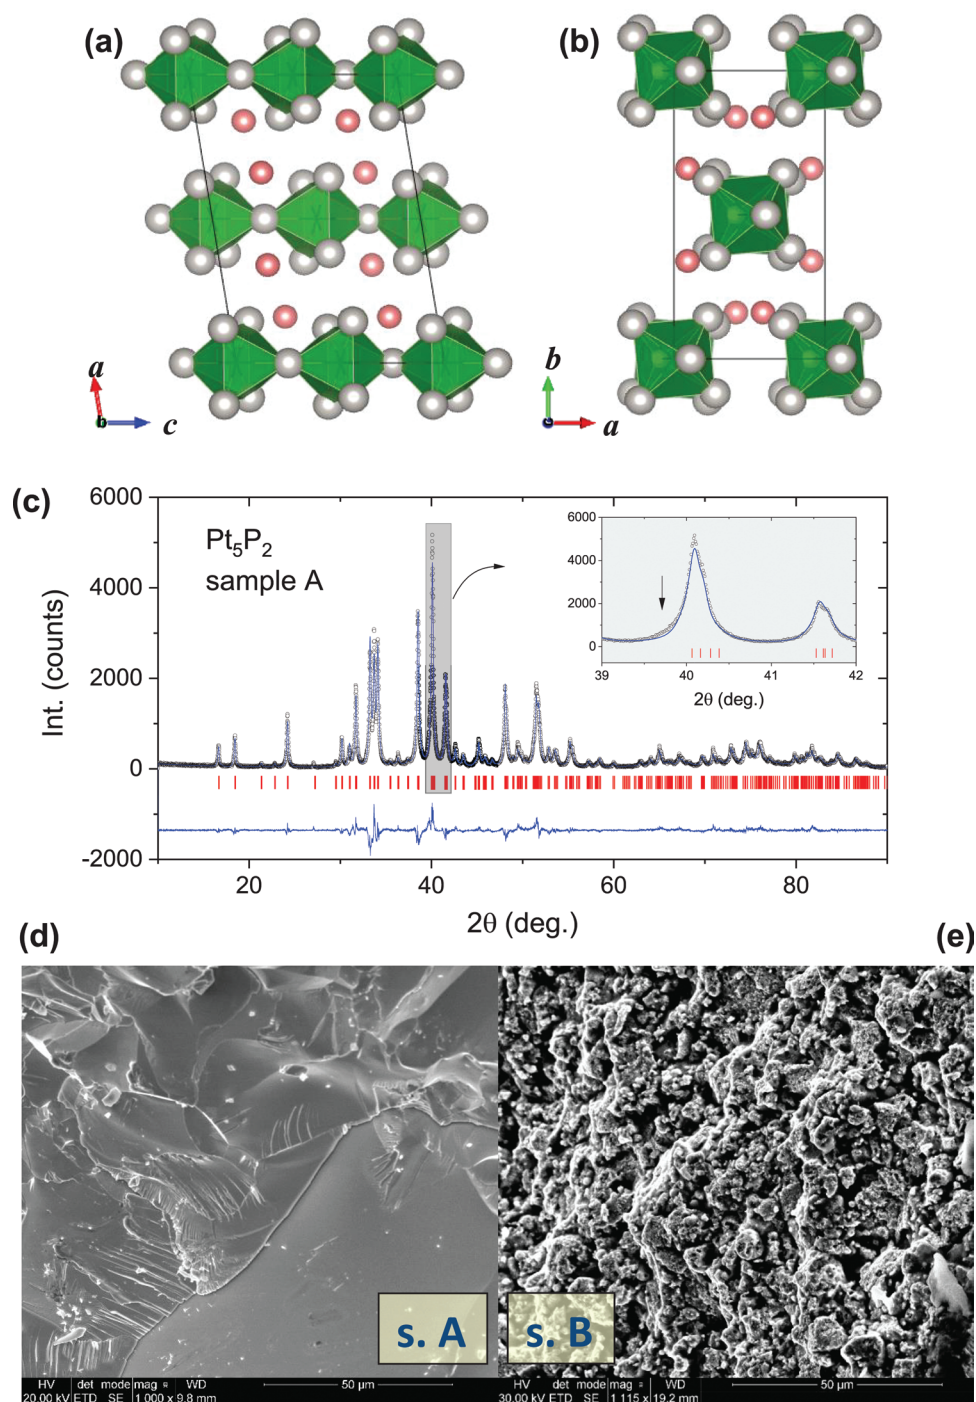 (a)
(b)
a
b
c
b
a
(c)
Pt5P2
sample A
Int. (counts)
6000
4000
2000
0
-2000
20
40
60
80
2θ (deg.)
6000
4000
2000
0
39
40
41
42
2θ (deg.)
(d)
(e)
s. A
s. B
HV det mode mag WD 50 μm
20.00 kV ETD SE 1 000 x 9.8 mm
HV det mode mag WD 50 μm
30.00 kV ETD SE 1 115 x 19.2 mm